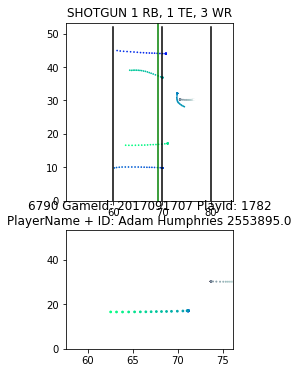 SHOTGUN 1 RB, 1 TE, 3 WR
50
40
30
20
10
0
60 70 80
6790 GameId: 2017091707 PlayId: 1782
PlayerName + ID: Adam Humphries 2553895.0
40
20
0
60 65 70 75